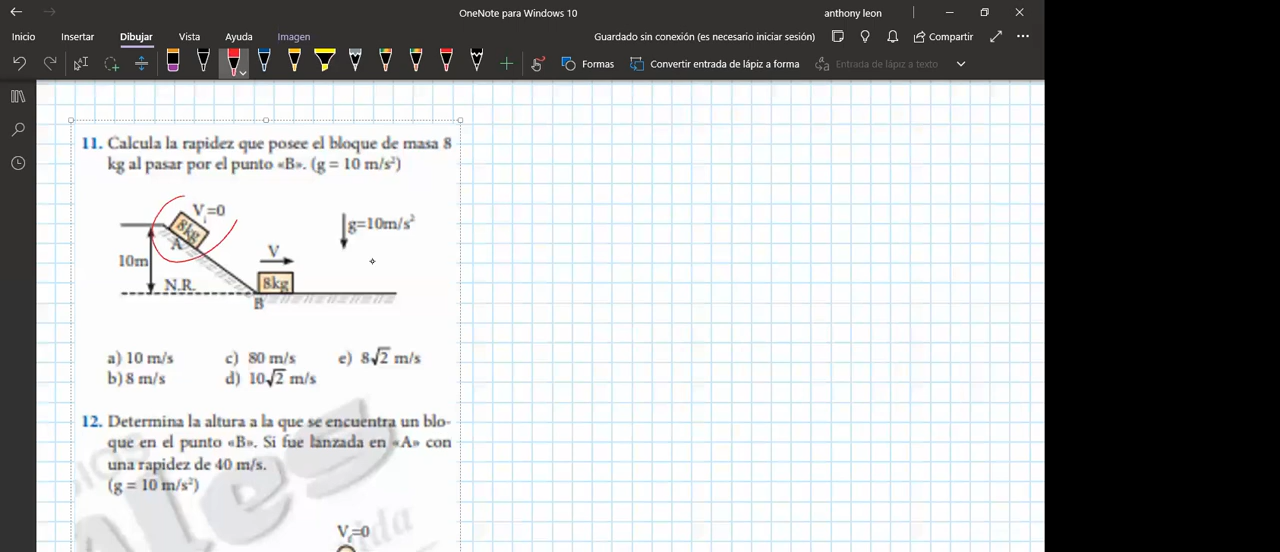 OneNote para Windows 10
anthony leon
Inicio
Insertar
Dibujar
Vista
Ayuda
Imagen
Guardado sin conexión (es necesario iniciar sesión)
Compartir
Formas
Convertir entrada de lápiz a forma
Entrada de lápiz a texto
11. Calcula la rapidez que posee el bloque de masa 8
kg al pasar por el punto «B». (g = 10 m/s²)
Vᵢ=0
8kg
A
g=10m/s²
10m
V
N.R.
8kg
B
a) 10 m/s
c) 80 m/s
e) 8√2 m/s
b) 8 m/s
d) 10√2 m/s
12. Determina la altura a la que se encuentra un blo-
que en el punto «B». Si fue lanzada en «A» con
una rapidez de 40 m/s.
(g = 10 m/s²)